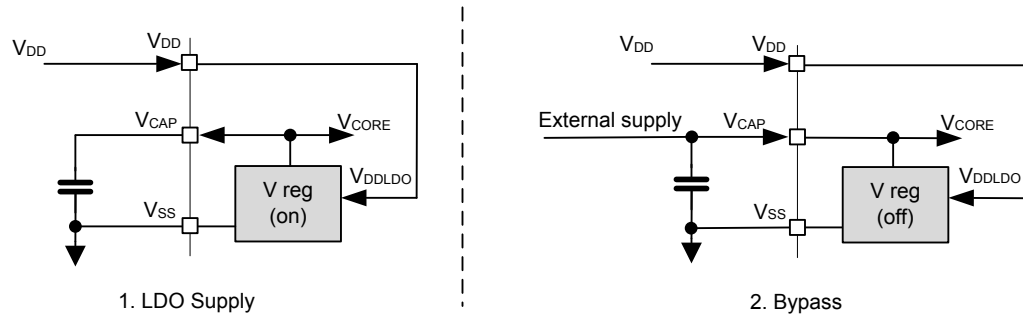 VDD
VDD
VCAP
VCORE
VDDLDO
V reg
(on)
VSS
1. LDO Supply
VDD
VDD
External supply
VCAP
VCORE
VDDLDO
V reg
(off)
VSS
2. Bypass